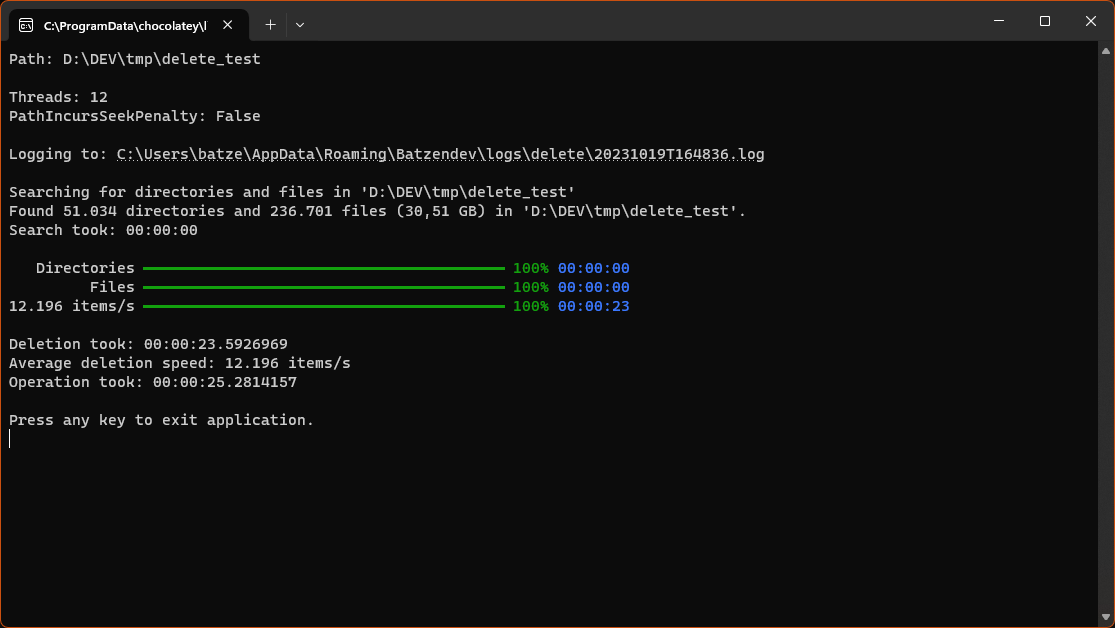 C:\ProgramData\chocolatey\l
Path: D:\DEV\tmp\delete_test
Threads: 12
PathIncursSeekPenalty: False
Logging to: C:\Users\batze\AppData\Roaming\Batzendev\logs\delete\20231019T164836.log
Searching for directories and files in 'D:\DEV\tmp\delete_test'
Found 51.034 directories and 236.701 files (30,51 GB) in 'D:\DEV\tmp\delete_test'.
Search took: 00:00:00
Directories 100% 00:00:00
Files 100% 00:00:00
12.196 items/s 100% 00:00:23
Deletion took: 00:00:23.5926969
Average deletion speed: 12.196 items/s
Operation took: 00:00:25.2814157
Press any key to exit application.